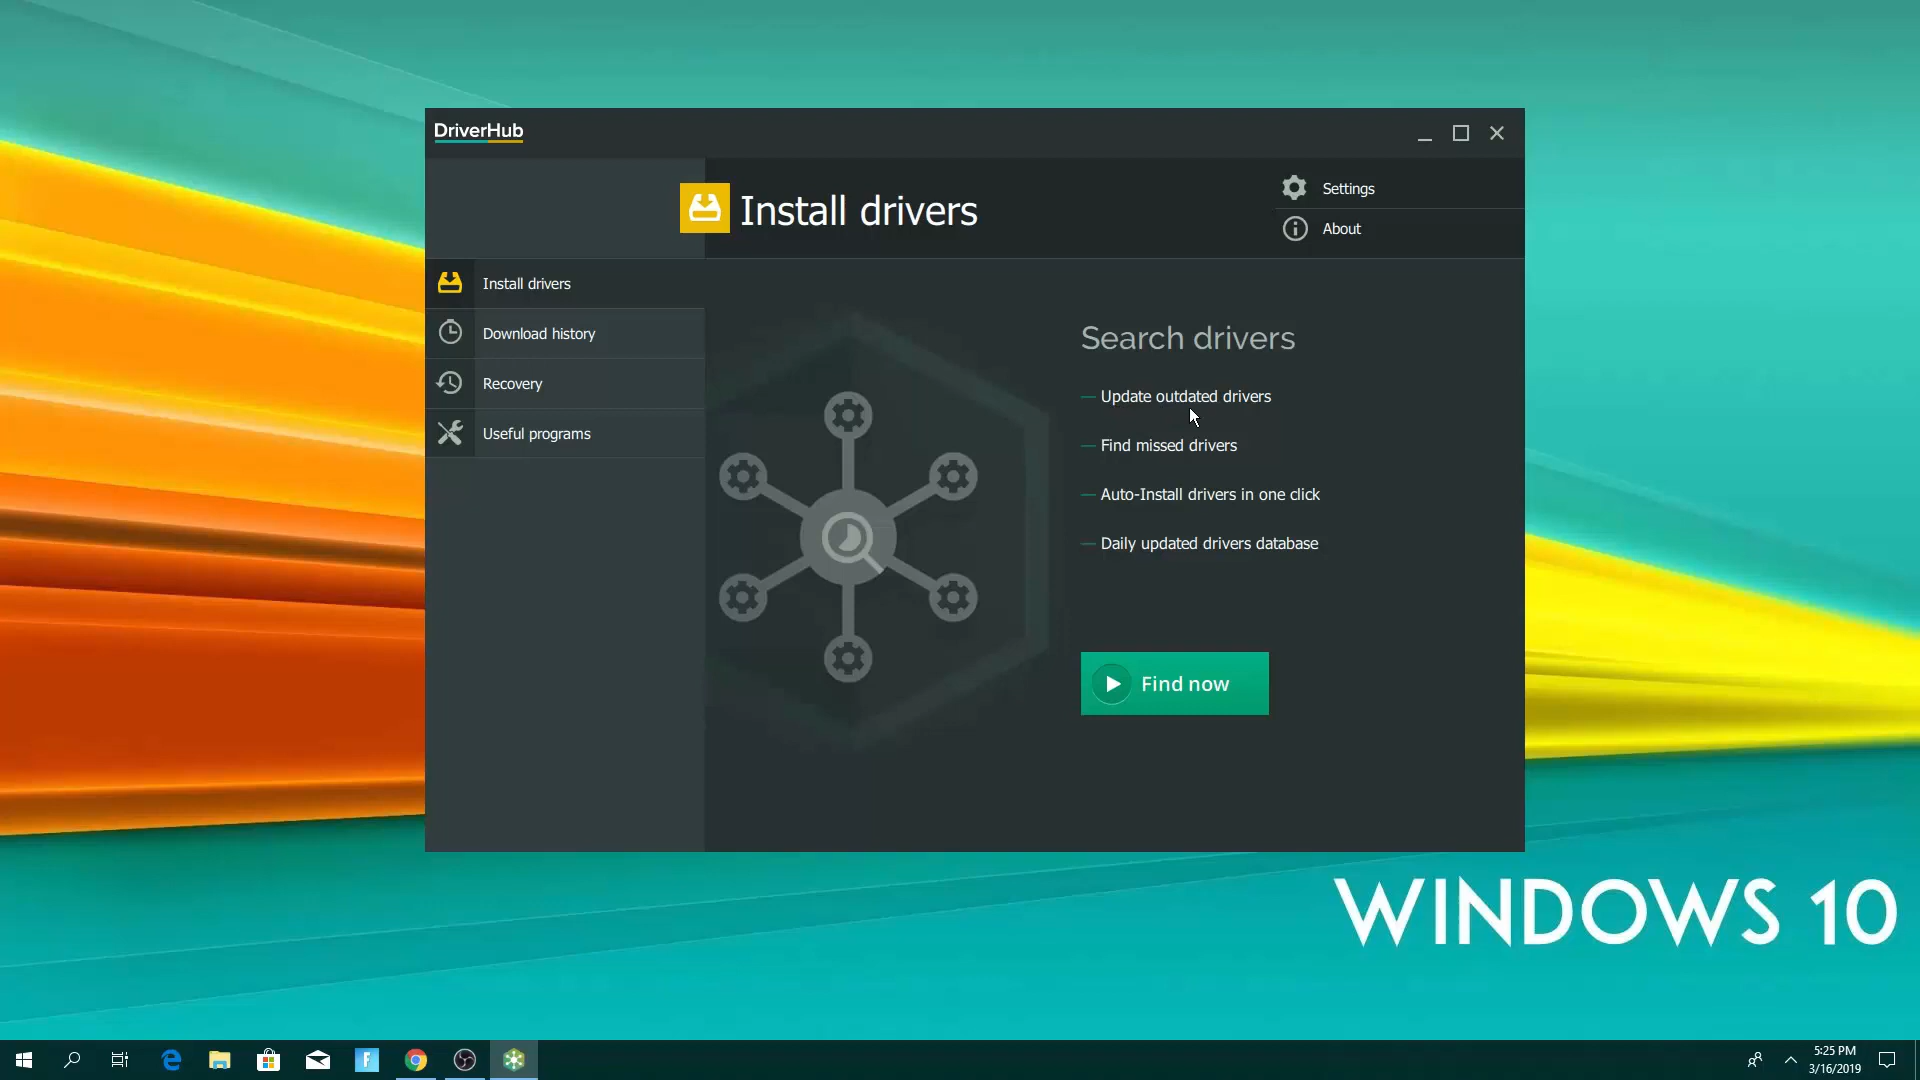 DriverHub
Install drivers
Settings
About
Install drivers
Download history
Recovery
Useful programs
Search drivers
Update outdated drivers
Find missed drivers
Auto-Install drivers in one click
Daily updated drivers database
Find now
WINDOWS 10
5:25 PM
3/16/2019